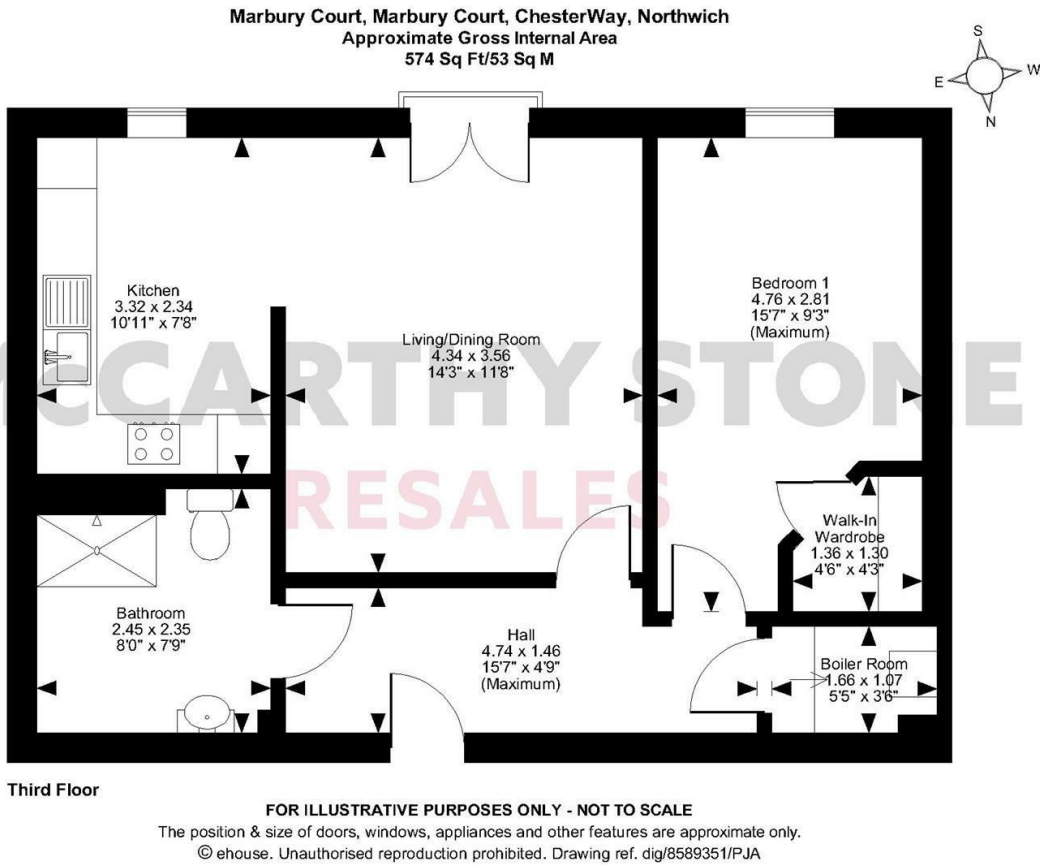 Marbury Court, Marbury Court, ChesterWay, Northwich
Approximate Gross Internal Area
574 Sq Ft/53 Sq M
S
E
W
N
Kitchen
3.32 x 2.34
10'11" x 7'8"
Living/Dining Room
4.34 x 3.56
14'3" x 11'8"
Bedroom 1
4.76 x 2.81
15'7" x 9'3"
(Maximum)
McCARTHY STONE
RESALES
Walk-In
Wardrobe
1.36 x 1.30
4'6" x 4'3"
Bathroom
2.45 x 2.35
8'0" x 7'9"
Hall
4.74 x 1.46
15'7" x 4'9"
(Maximum)
Boiler Room
1.66 x 1.07
5'5" x 3'6"
Third Floor
FOR ILLUSTRATIVE PURPOSES ONLY - NOT TO SCALE
The position & size of doors, windows, appliances and other features are approximate only.
© ehouse. Unauthorised reproduction prohibited. Drawing ref. dig/8589351/PJA